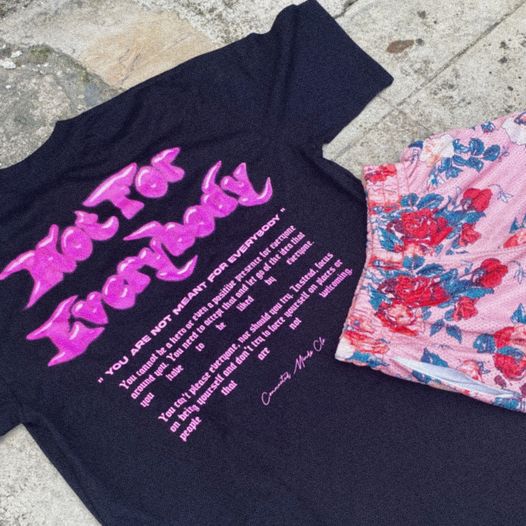 Not For
Everybody
" YOU ARE NOT MEANT FOR EVERYBODY "
You cannot be a hero or even a positive presence for everyone
around you. You need to accept that and let go of the idea that
you have to be liked by everyone.
You can't please everyone, nor should you try. Instead, focus
on being yourself and don't try to force yourself on places or
people that are not welcoming.